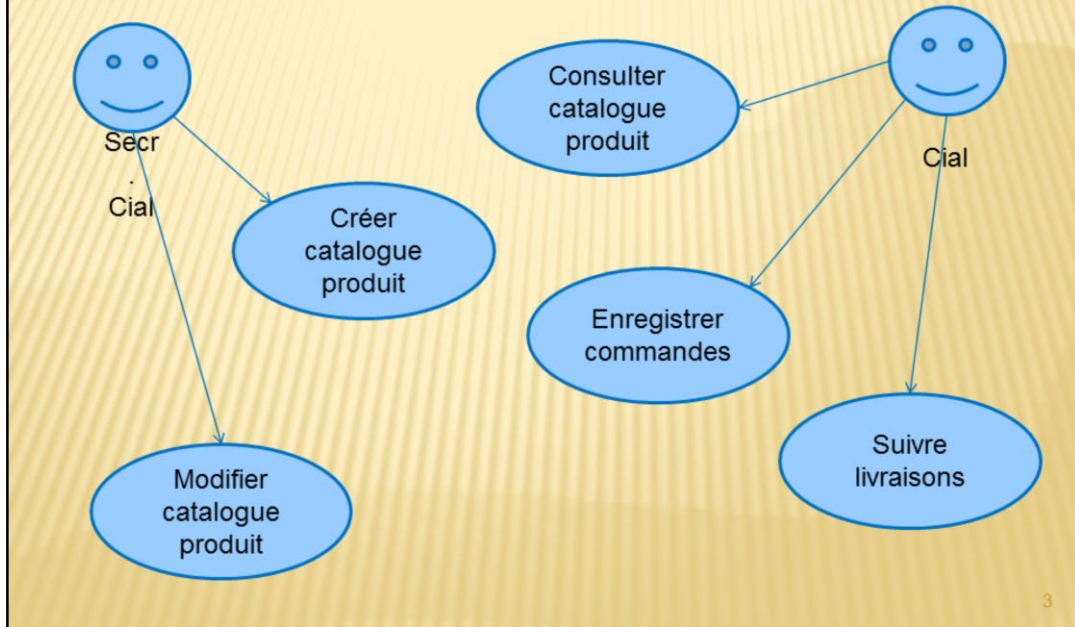 Secr
.
Cial
Créer
catalogue
produit
Modifier
catalogue
produit
Consulter
catalogue
produit
Cial
Enregistrer
commandes
Suivre
livraisons
3